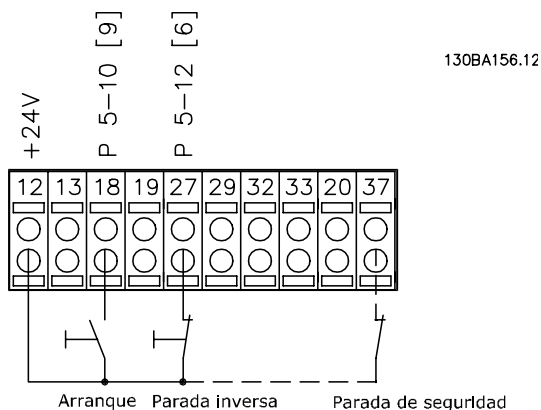 +24V
P 5-10 [9]
P 5-12 [6]
130BA156.12
12 13 18 19 27 29 32 33 20 37
Arranque Parada inversa Parada de seguridad